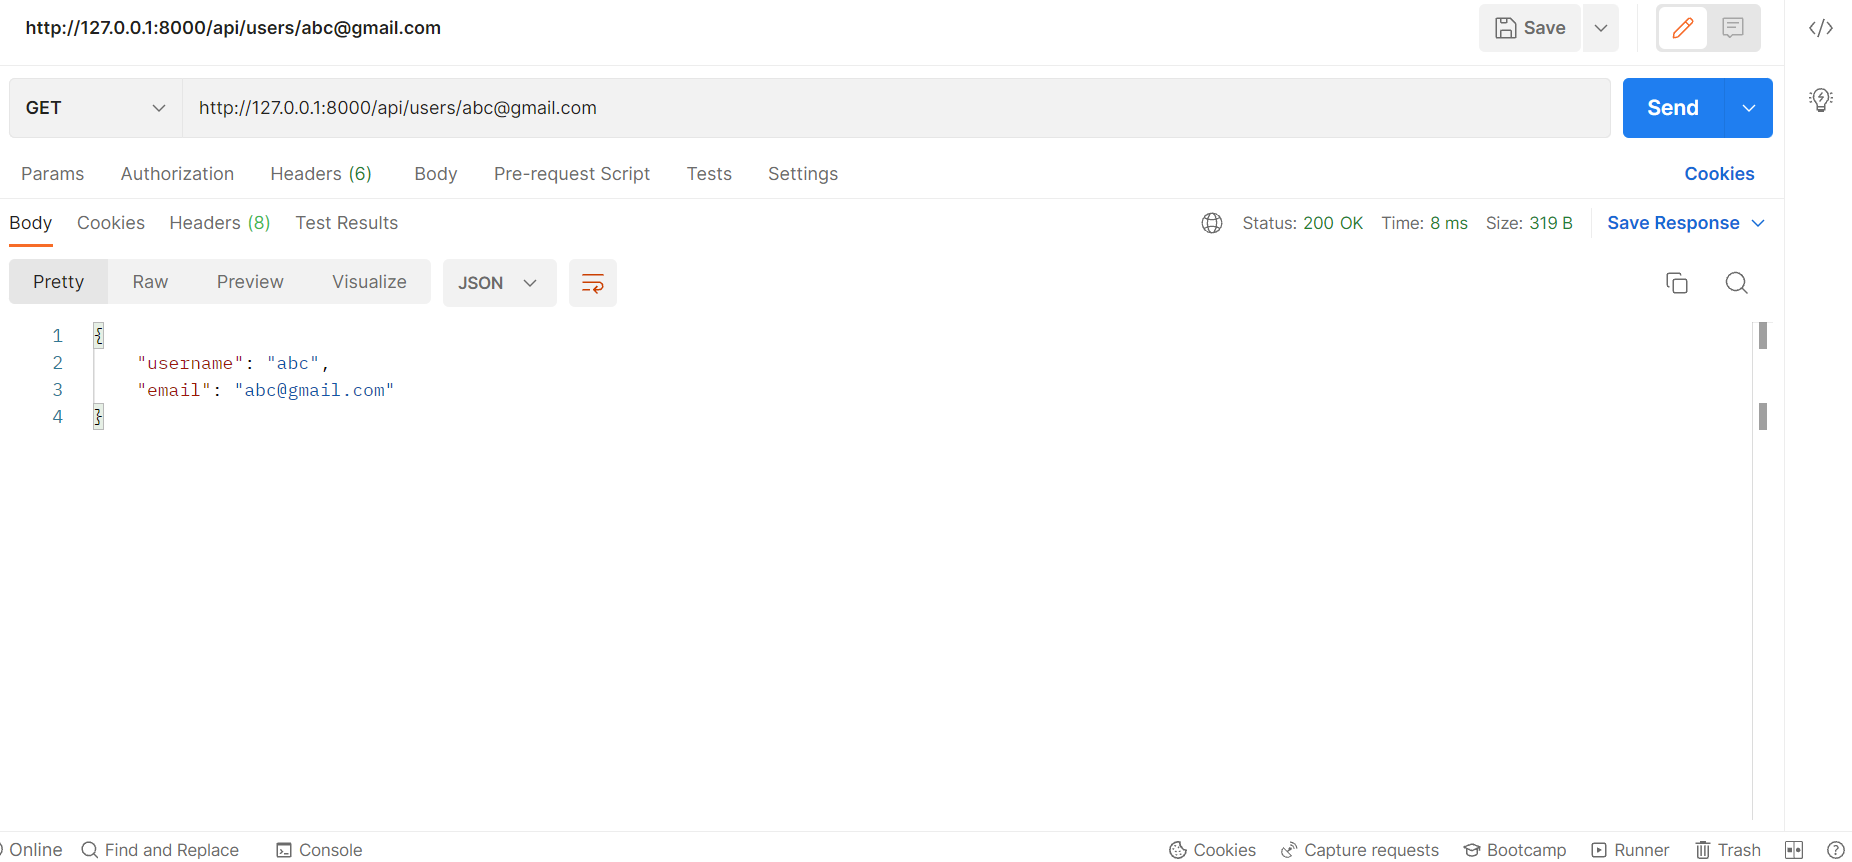 http://127.0.0.1:8000/api/users/abc@gmail.com
Save
GET
http://127.0.0.1:8000/api/users/abc@gmail.com
Send
Params Authorization Headers (6) Body Pre-request Script Tests Settings Cookies
Body Cookies Headers (8) Test Results Status: 200 OK Time: 8 ms Size: 319 B Save Response
Pretty Raw Preview Visualize JSON
1 {
2 "username": "abc",
3 "email": "abc@gmail.com"
4 }
Online Find and Replace Console Cookies Capture requests Bootcamp Runner Trash